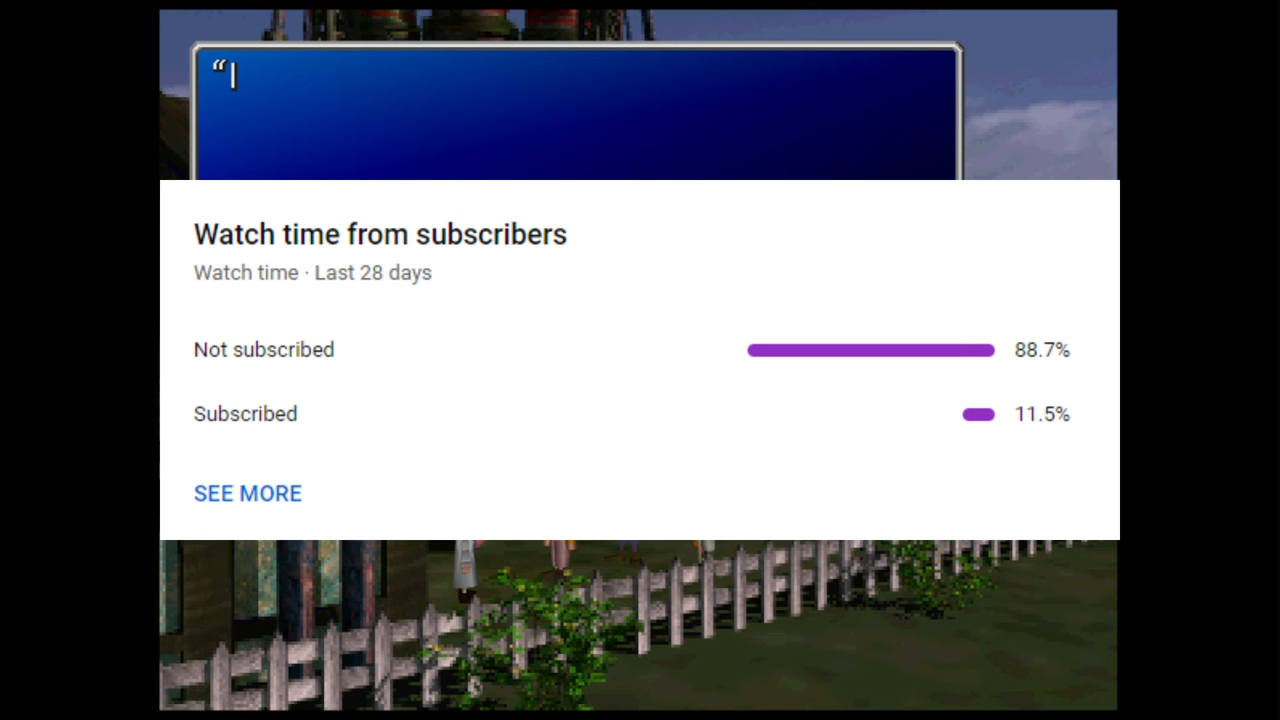 “I
Watch time from subscribers
Watch time · Last 28 days
Not subscribed 88.7%
Subscribed 11.5%
SEE MORE